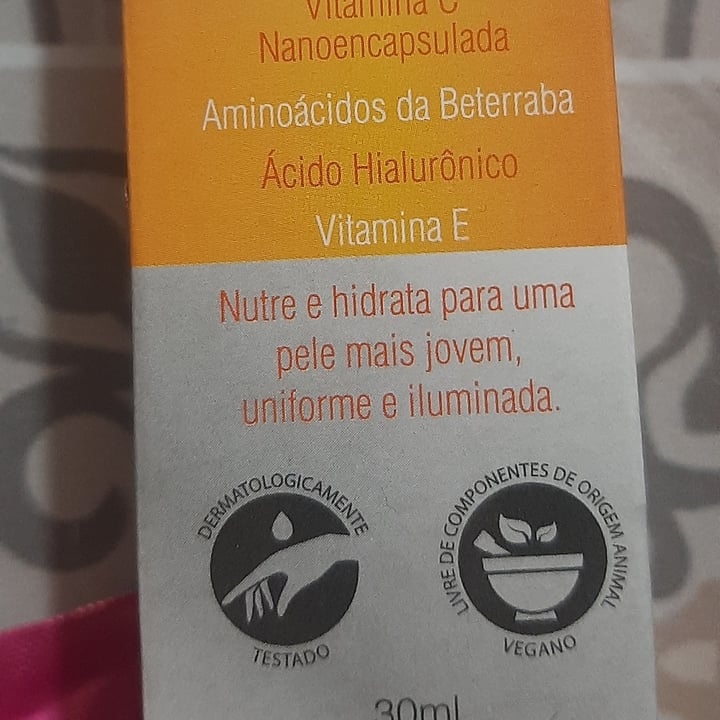 Vitamina C
Nanoencapsulada
Aminoácidos da Beterraba
Ácido Hialurônico
Vitamina E
Nutre e hidrata para uma
pele mais jovem,
uniforme e iluminada.
DERMATOLOGICAMENTE
TESTADO
LIVRE DE COMPONENTES DE ORIGEM ANIMAL
VEGANO
30ml